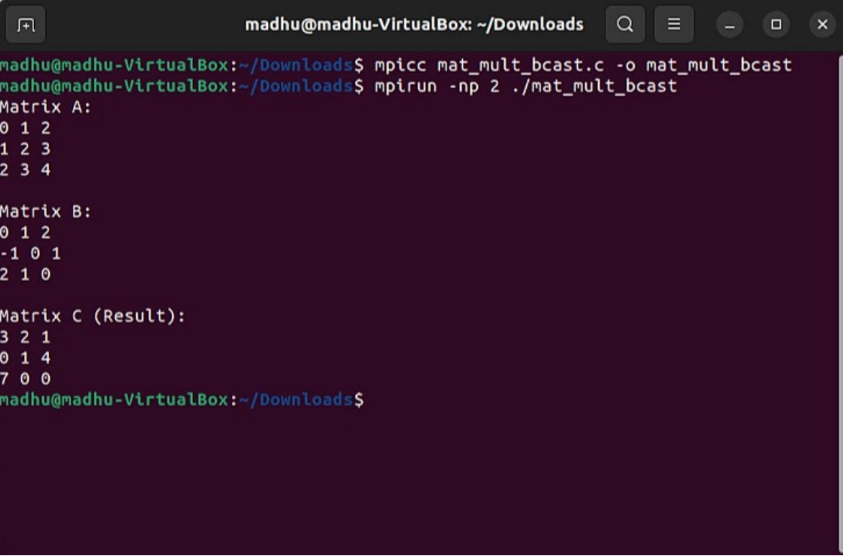 madhu@madhu-VirtualBox: ~/Downloads
madhu@madhu-VirtualBox:~/Downloads$ mpicc mat_mult_bcast.c -o mat_mult_bcast
madhu@madhu-VirtualBox:~/Downloads$ mpirun -np 2 ./mat_mult_bcast
Matrix A:
0 1 2
1 2 3
2 3 4
Matrix B:
0 1 2
-1 0 1
2 1 0
Matrix C (Result):
3 2 1
0 1 4
7 0 0
madhu@madhu-VirtualBox:~/Downloads$